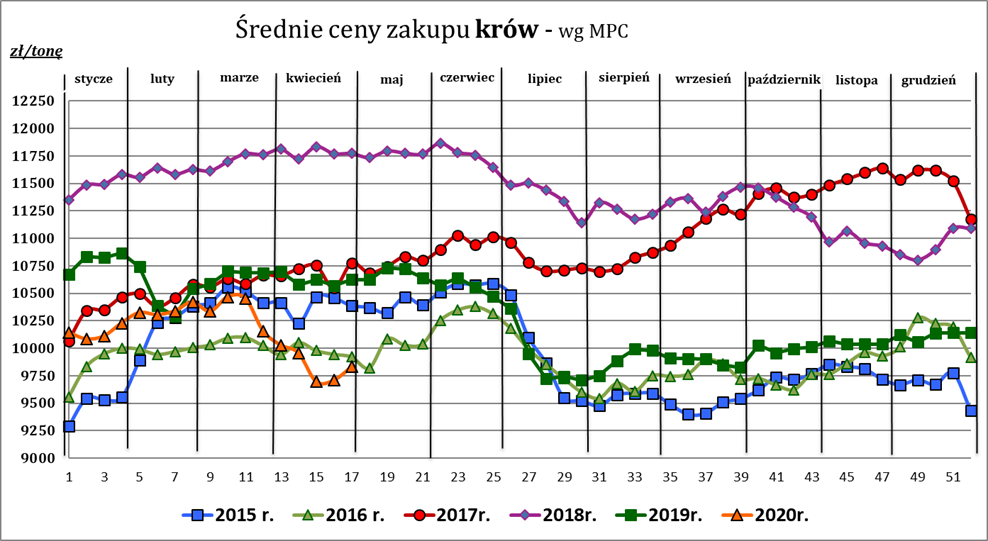 Średnie ceny zakupu krów - wg MPC
zł/tonę
stycze luty marze kwiecień maj czerwiec lipiec sierpień wrzesień październik listopa grudzień
12250
12000
11750
11500
11250
11000
10750
10500
10250
10000
9750
9500
9250
9000
1 3 5 7 9 11 13 15 17 19 21 23 25 27 29 31 33 35 37 39 41 43 45 47 49 51
2015 r. 2016 r. 2017r. 2018r. 2019r. 2020r.